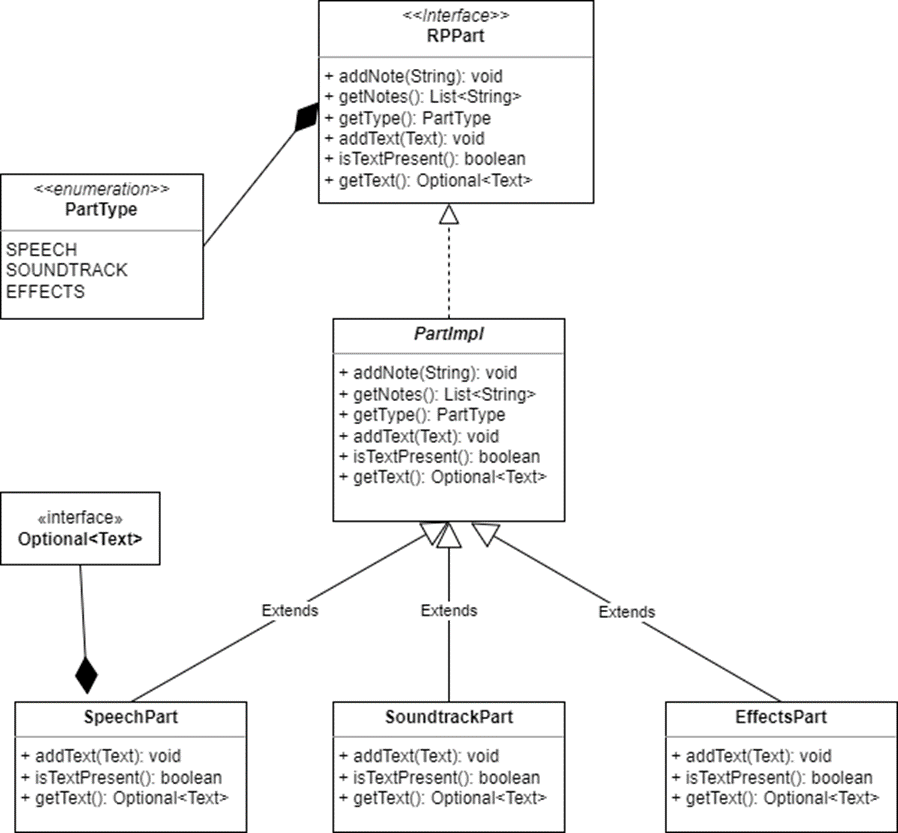 <<Interface>>
RPPart
+ addNote(String): void
+ getNotes(): List<String>
+ getType(): PartType
+ addText(Text): void
+ isTextPresent(): boolean
+ getText(): Optional<Text>
<<enumeration>>
PartType
SPEECH
SOUNDTRACK
EFFECTS
PartImpl
+ addNote(String): void
+ getNotes(): List<String>
+ getType(): PartType
+ addText(Text): void
+ isTextPresent(): boolean
+ getText(): Optional<Text>
«interface»
Optional<Text>
Extends
Extends
Extends
SpeechPart
+ addText(Text): void
+ isTextPresent(): boolean
+ getText(): Optional<Text>
SoundtrackPart
+ addText(Text): void
+ isTextPresent(): boolean
+ getText(): Optional<Text>
EffectsPart
+ addText(Text): void
+ isTextPresent(): boolean
+ getText(): Optional<Text>